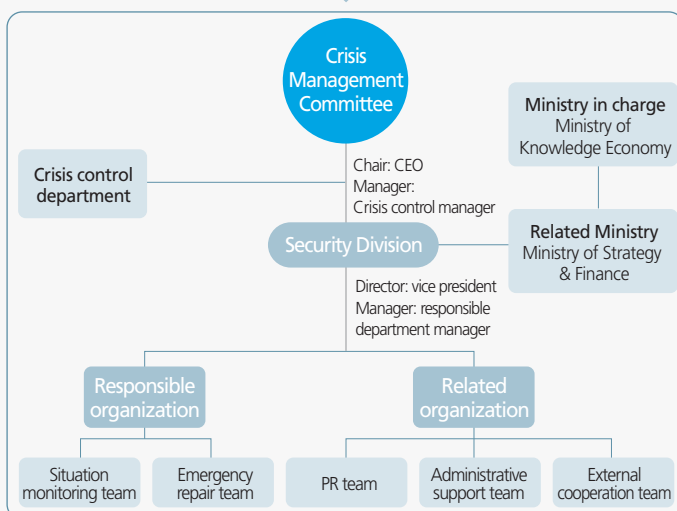 Crisis
Management
Committee
Ministry in charge
Ministry of
Knowledge Economy
Crisis control
department
Chair: CEO
Manager:
Crisis control manager
Security Division
Related Ministry
Ministry of Strategy
& Finance
Director: vice president
Manager: responsible
department manager
Responsible
organization
Related
organization
Situation
monitoring team
Emergency
repair team
PR team
Administrative
support team
External
cooperation team